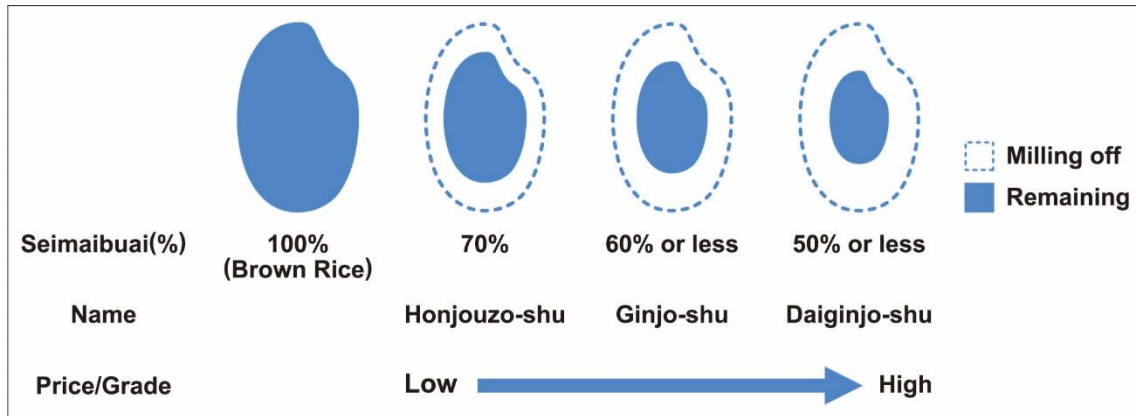 Milling off
Remaining
Seimaibuai(%) 100% 70% 60% or less 50% or less
(Brown Rice)
Name Honjouzo-shu Ginjo-shu Daiginjo-shu
Price/Grade Low High